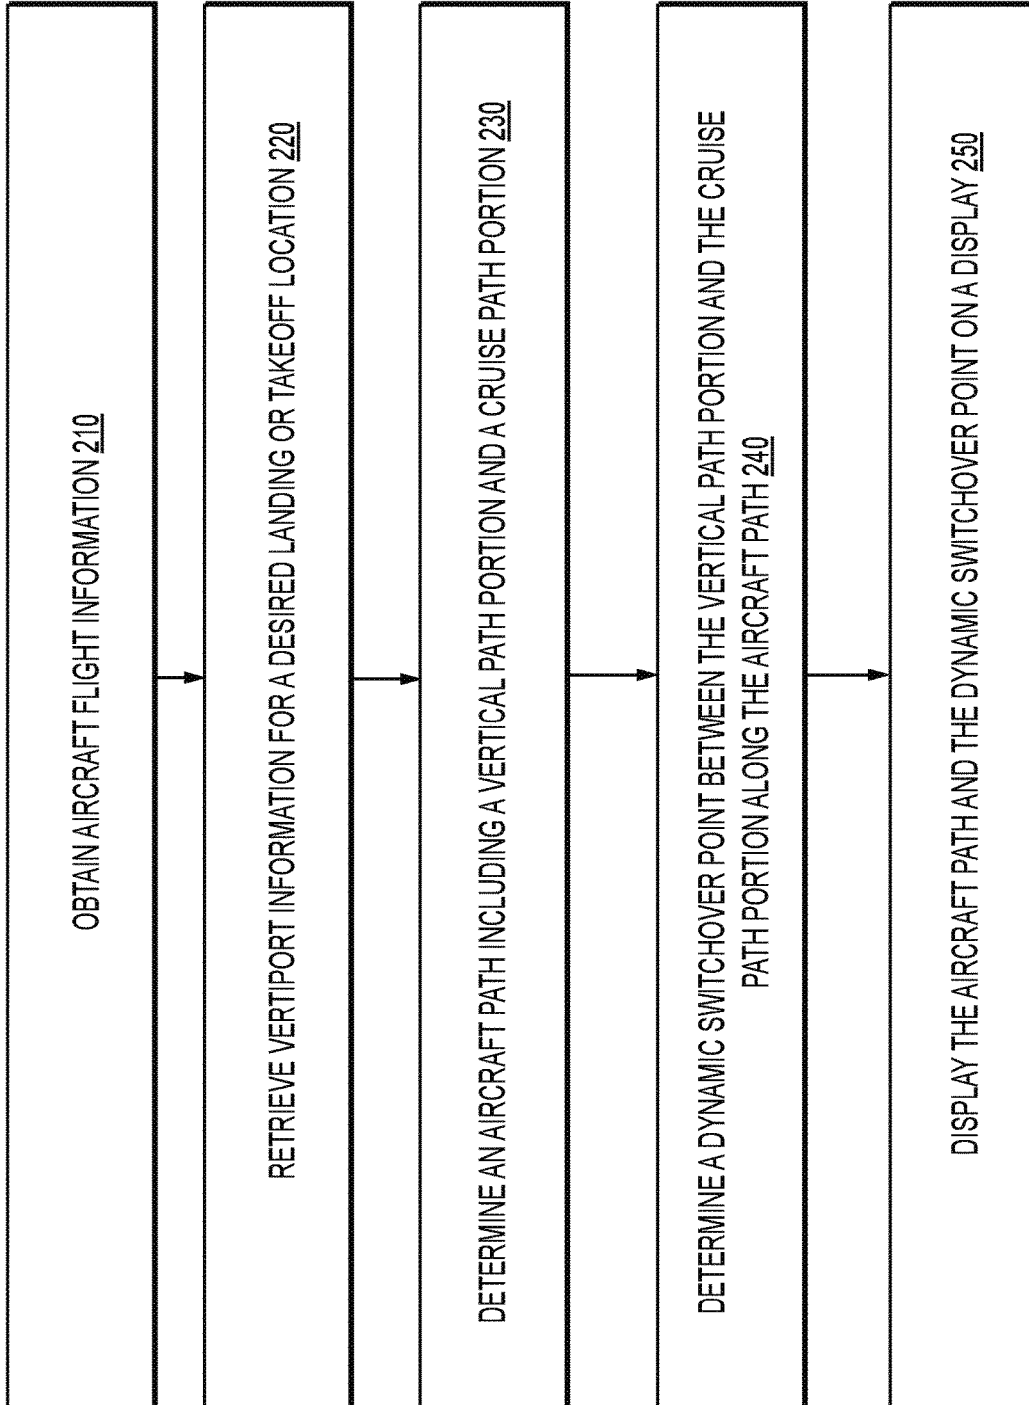 OBTAIN AIRCRAFT FLIGHT INFORMATION 210
RETRIEVE VERTIPORT INFORMATION FOR A DESIRED LANDING OR TAKEOFF LOCATION 220
DETERMINE AN AIRCRAFT PATH INCLUDING A VERTICAL PATH PORTION AND A CRUISE PATH PORTION 230
DETERMINE A DYNAMIC SWITCHOVER POINT BETWEEN THE VERTICAL PATH PORTION AND THE CRUISE
PATH PORTION ALONG THE AIRCRAFT PATH 240
DISPLAY THE AIRCRAFT PATH AND THE DYNAMIC SWITCHOVER POINT ON A DISPLAY 250